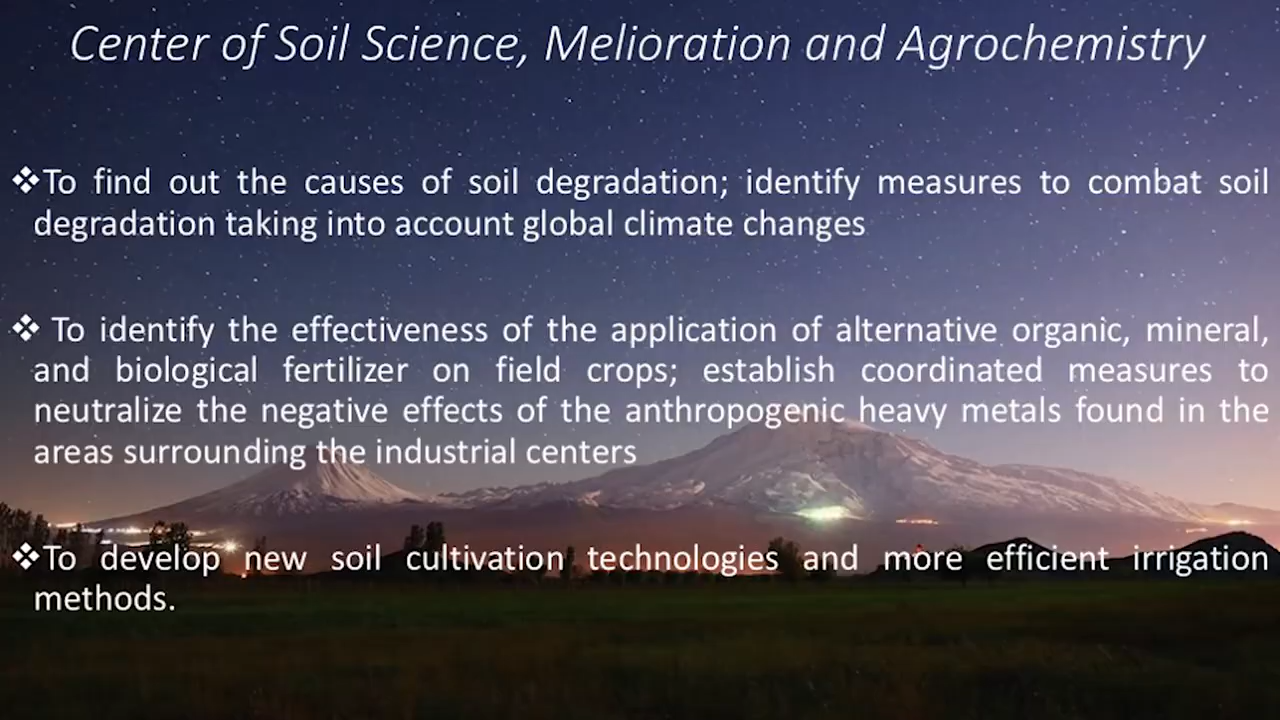 Center of Soil Science, Melioration and Agrochemistry
❖To find out the causes of soil degradation; identify measures to combat soil
degradation taking into account global climate changes
❖ To identify the effectiveness of the application of alternative organic, mineral,
and biological fertilizer on field crops; establish coordinated measures to
neutralize the negative effects of the anthropogenic heavy metals found in the
areas surrounding the industrial centers
❖To develop new soil cultivation technologies and more efficient irrigation
methods.